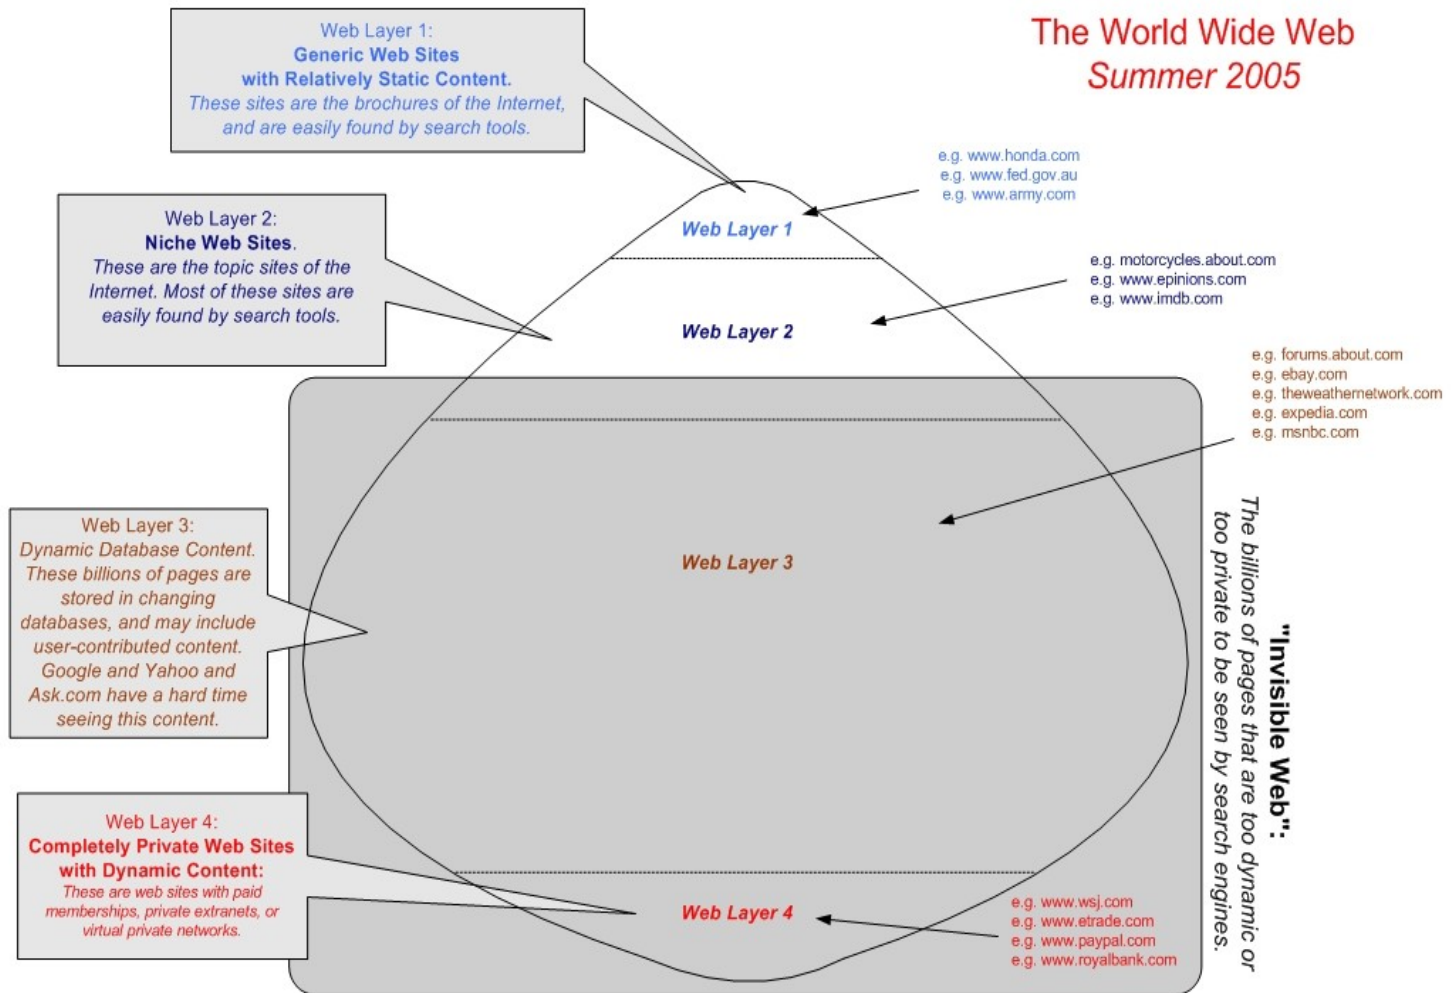 The World Wide Web
Summer 2005
Web Layer 1:
Generic Web Sites
with Relatively Static Content.
These sites are the brochures of the Internet,
and are easily found by search tools.
e.g. www.honda.com
e.g. www.fed.gov.au
e.g. www.army.com
Web Layer 1
Web Layer 2:
Niche Web Sites.
These are the topic sites of the
Internet. Most of these sites are
easily found by search tools.
e.g. motorcycles.about.com
e.g. www.epinions.com
e.g. www.imdb.com
Web Layer 2
e.g. forums.about.com
e.g. ebay.com
e.g. theweathernetwork.com
e.g. expedia.com
e.g. msnbc.com
Web Layer 3:
Dynamic Database Content.
These billions of pages are
stored in changing
databases, and may include
user-contributed content.
Google and Yahoo and
Ask.com have a hard time
seeing this content.
Web Layer 3
"Invisible Web":
The billions of pages that are too dynamic or
too private to be seen by search engines.
Web Layer 4:
Completely Private Web Sites
with Dynamic Content:
These are web sites with paid
memberships, private extranets, or
virtual private networks.
Web Layer 4
e.g. www.wsj.com
e.g. www.etrade.com
e.g. www.paypal.com
e.g. www.royalbank.com